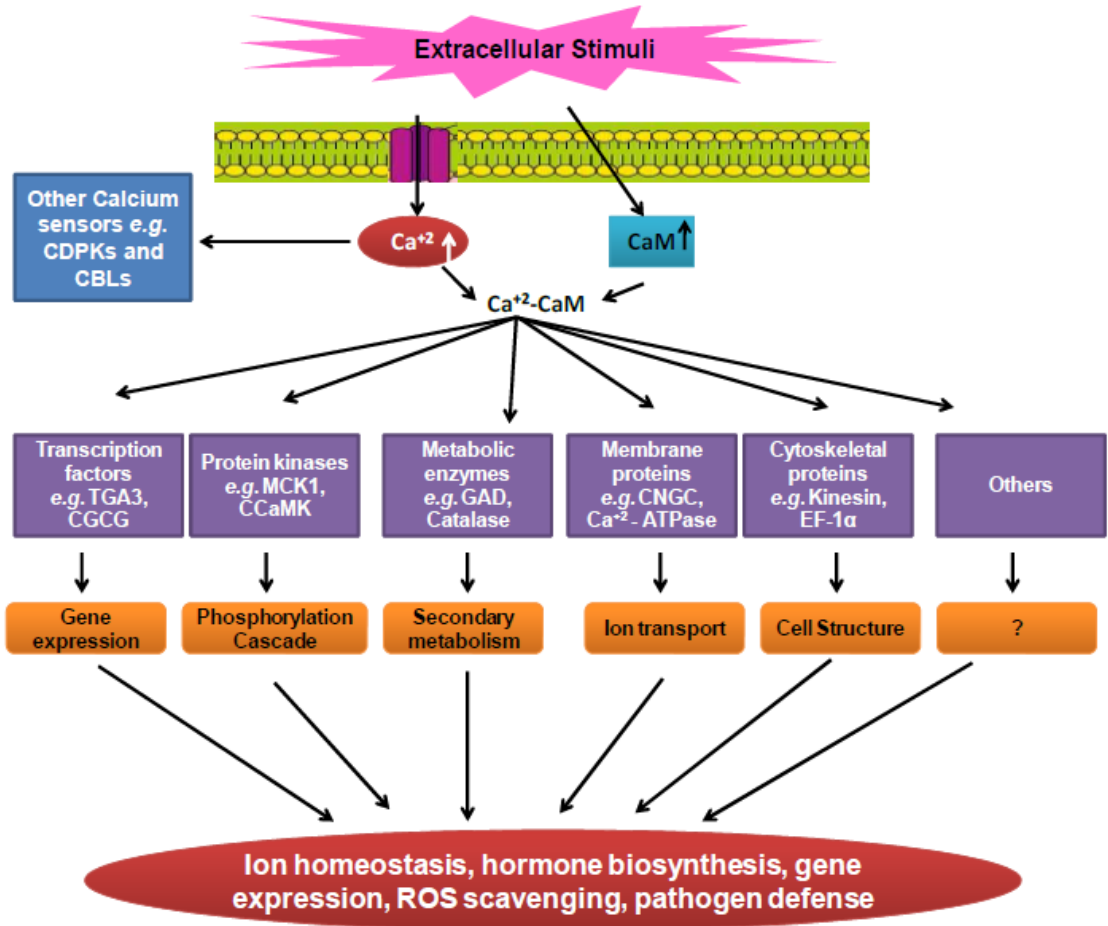 Extracellular Stimuli
Other Calcium
sensors e.g.
CDPKs and
CBLs
Ca⁺²
CaM
Ca⁺²-CaM
Transcription
factors
e.g. TGA3,
CGCG
Protein kinases
e.g. MCK1,
CCaMK
Metabolic
enzymes
e.g. GAD,
Catalase
Membrane
proteins
e.g. CNGC,
Ca⁺² - ATPase
Cytoskeletal
proteins
e.g. Kinesin,
EF-1α
Others
Gene
expression
Phosphorylation
Cascade
Secondary
metabolism
Ion transport
Cell Structure
?
Ion homeostasis, hormone biosynthesis, gene
expression, ROS scavenging, pathogen defense